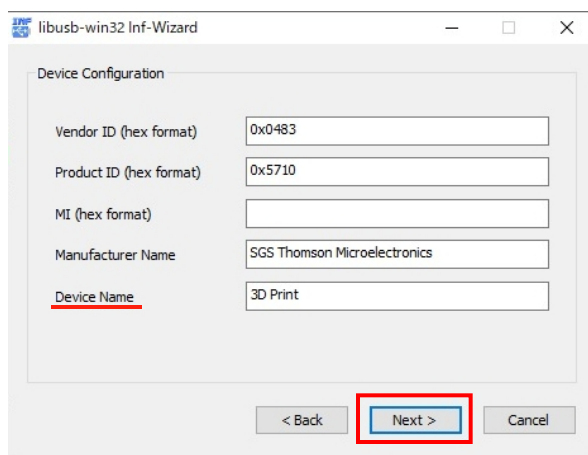 libusb-win32 Inf-Wizard
Device Configuration
Vendor ID (hex format) 0x0483
Product ID (hex format) 0x5710
MI (hex format)
Manufacturer Name SGS Thomson Microelectronics
Device Name 3D Print
< Back Next > Cancel